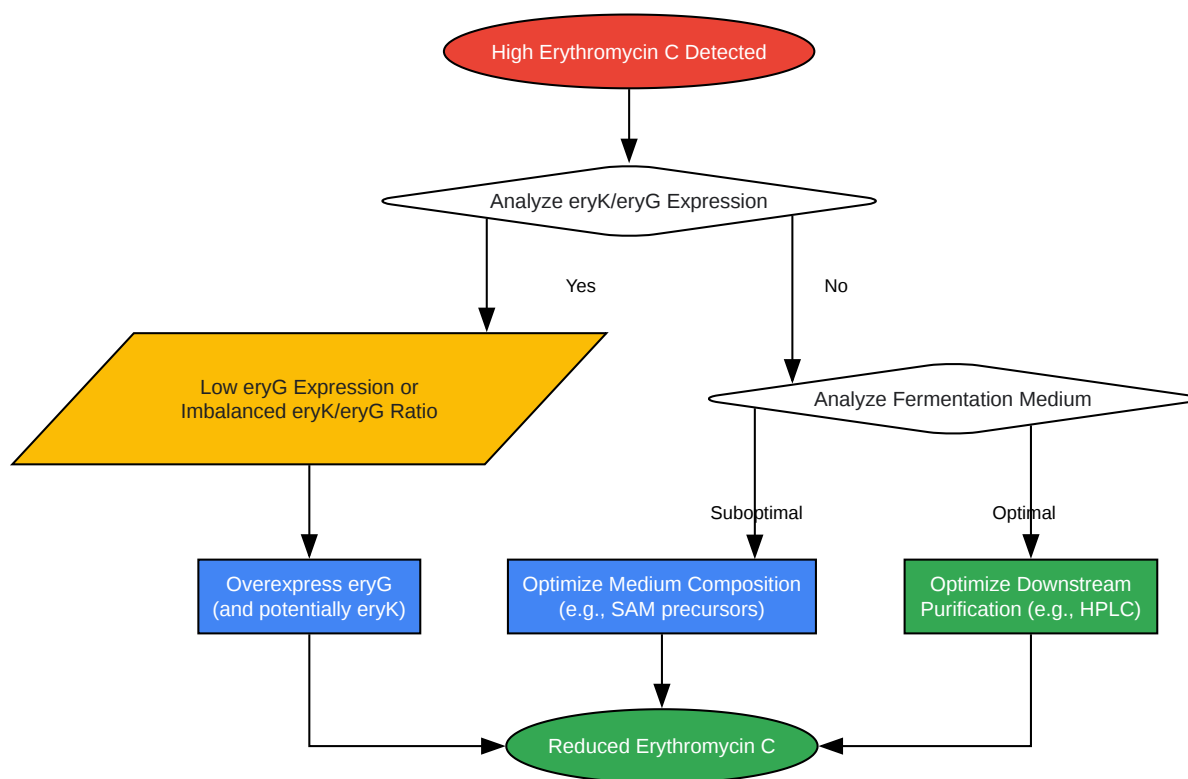 High Erythromycin C Detected
Analyze eryK/eryG Expression
Yes
No
Low eryG Expression or
Imbalanced eryK/eryG Ratio
Analyze Fermentation Medium
Suboptimal
Optimal
Overexpress eryG
(and potentially eryK)
Optimize Medium Composition
(e.g., SAM precursors)
Optimize Downstream
Purification (e.g., HPLC)
Reduced Erythromycin C